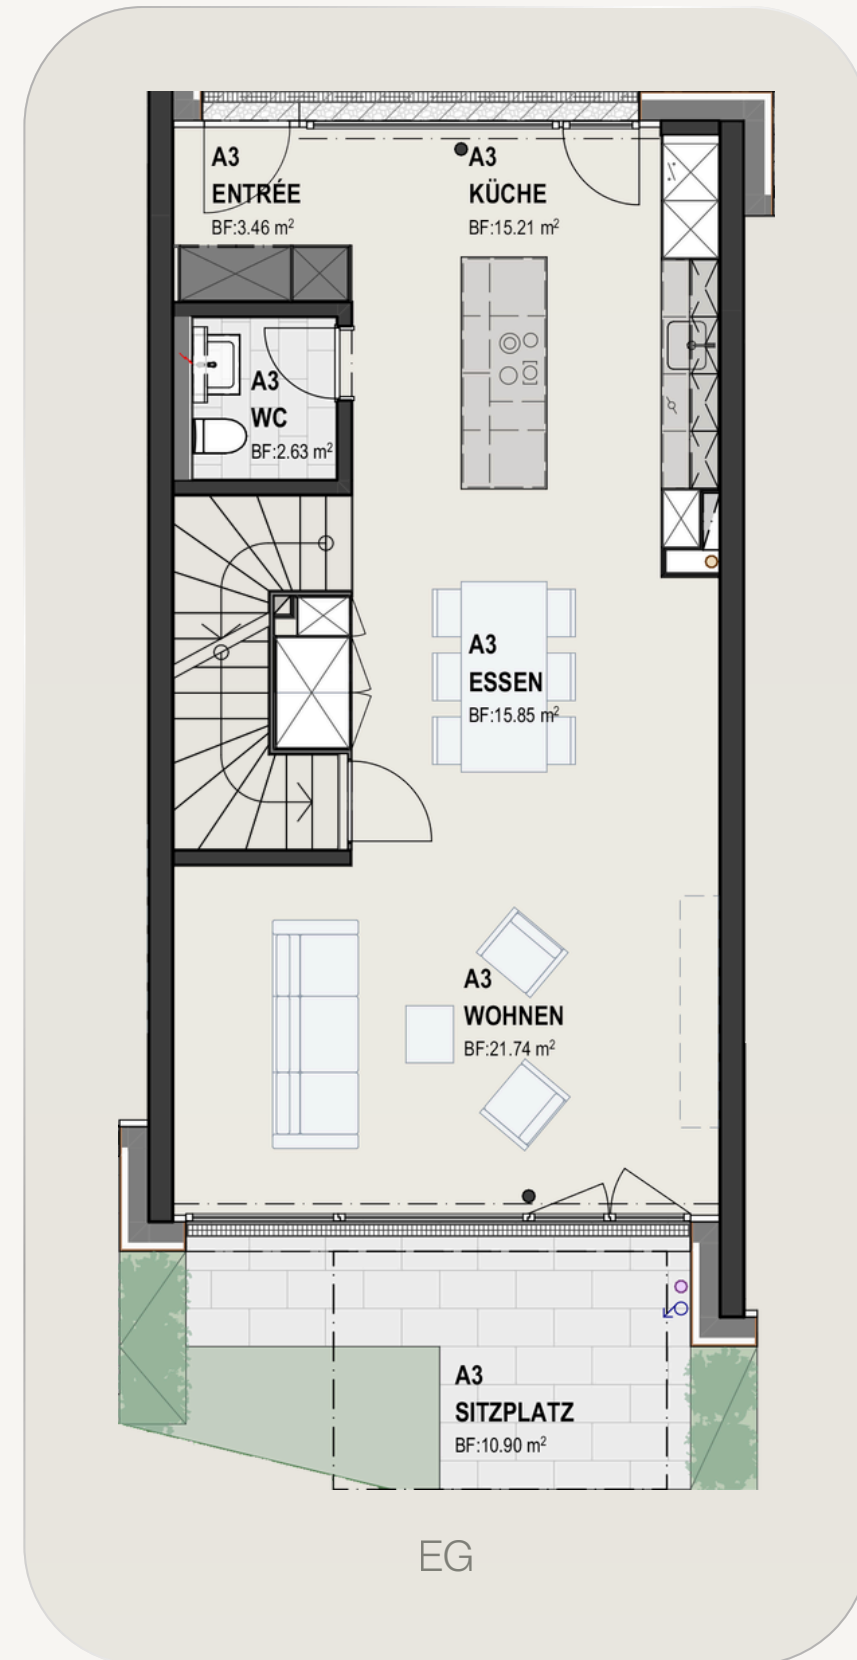 A3
ENTRÉE
BF:3.46 m²
A3
KÜCHE
BF:15.21 m²
A3
WC
BF:2.63 m²
A3
ESSEN
BF:15.85 m²
A3
WOHNEN
BF:21.74 m²
A3
SITZPLATZ
BF:10.90 m²
EG